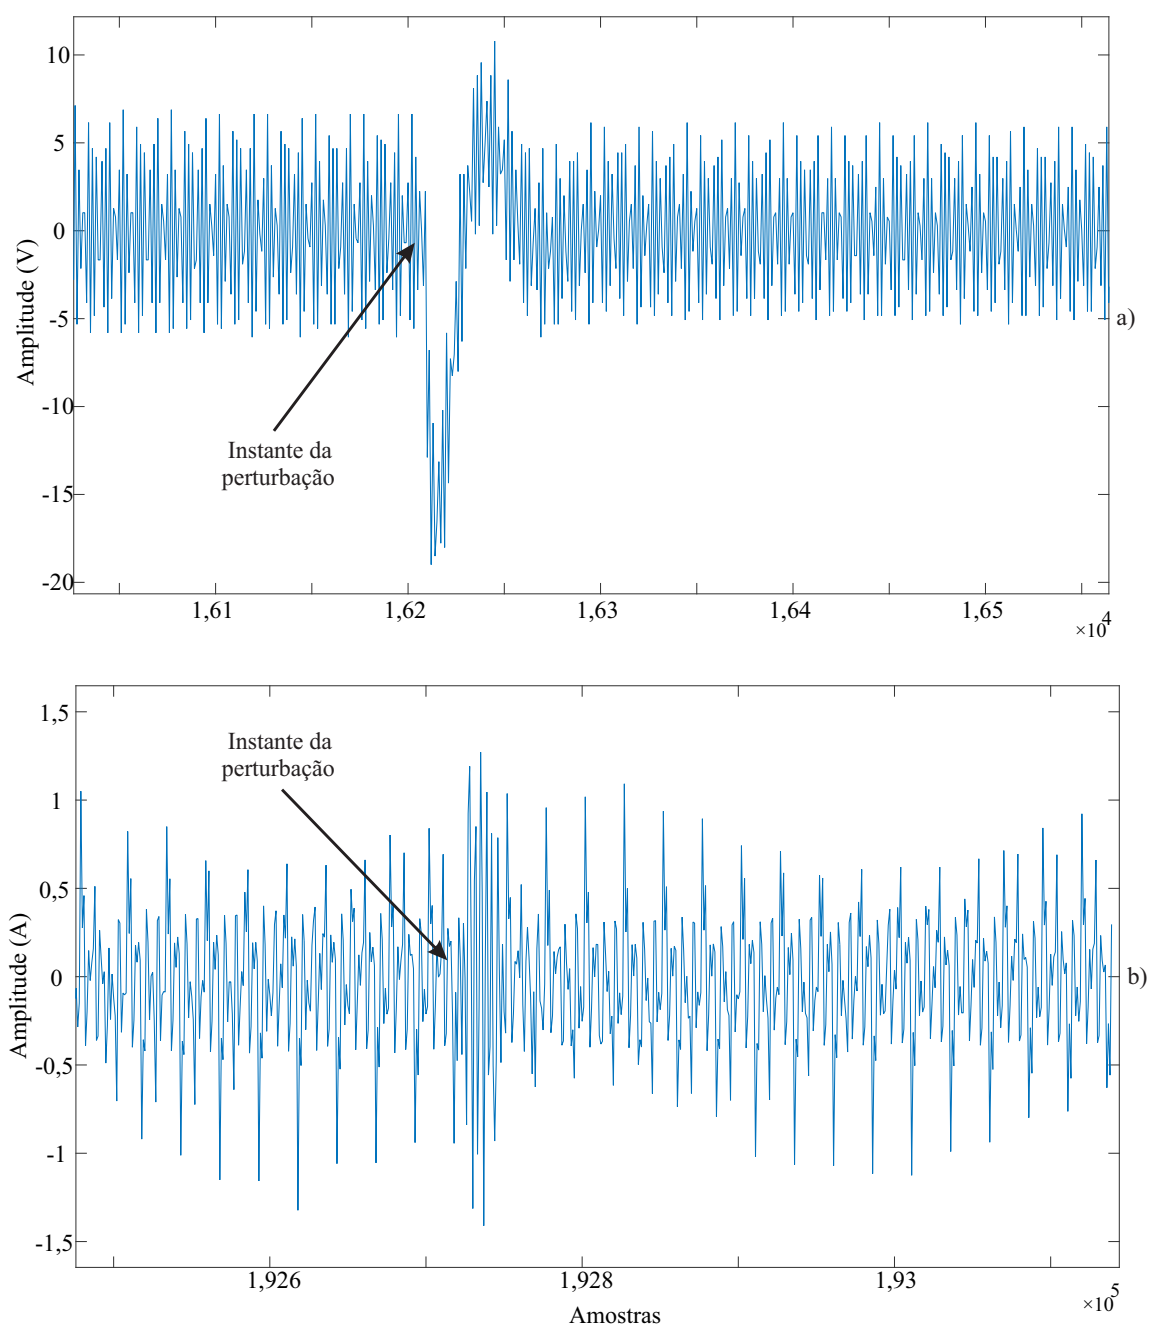 10
5
0
-5
-10
-15
-20
Amplitude (V)
Instante da
perturbação
a)
1,61
1,62
1,63
1,64
1,65
×10⁴
1,5
1
0,5
0
-0,5
-1
-1,5
Amplitude (A)
Instante da
perturbação
b)
1,926
1,928
1,93
×10⁵
Amostras